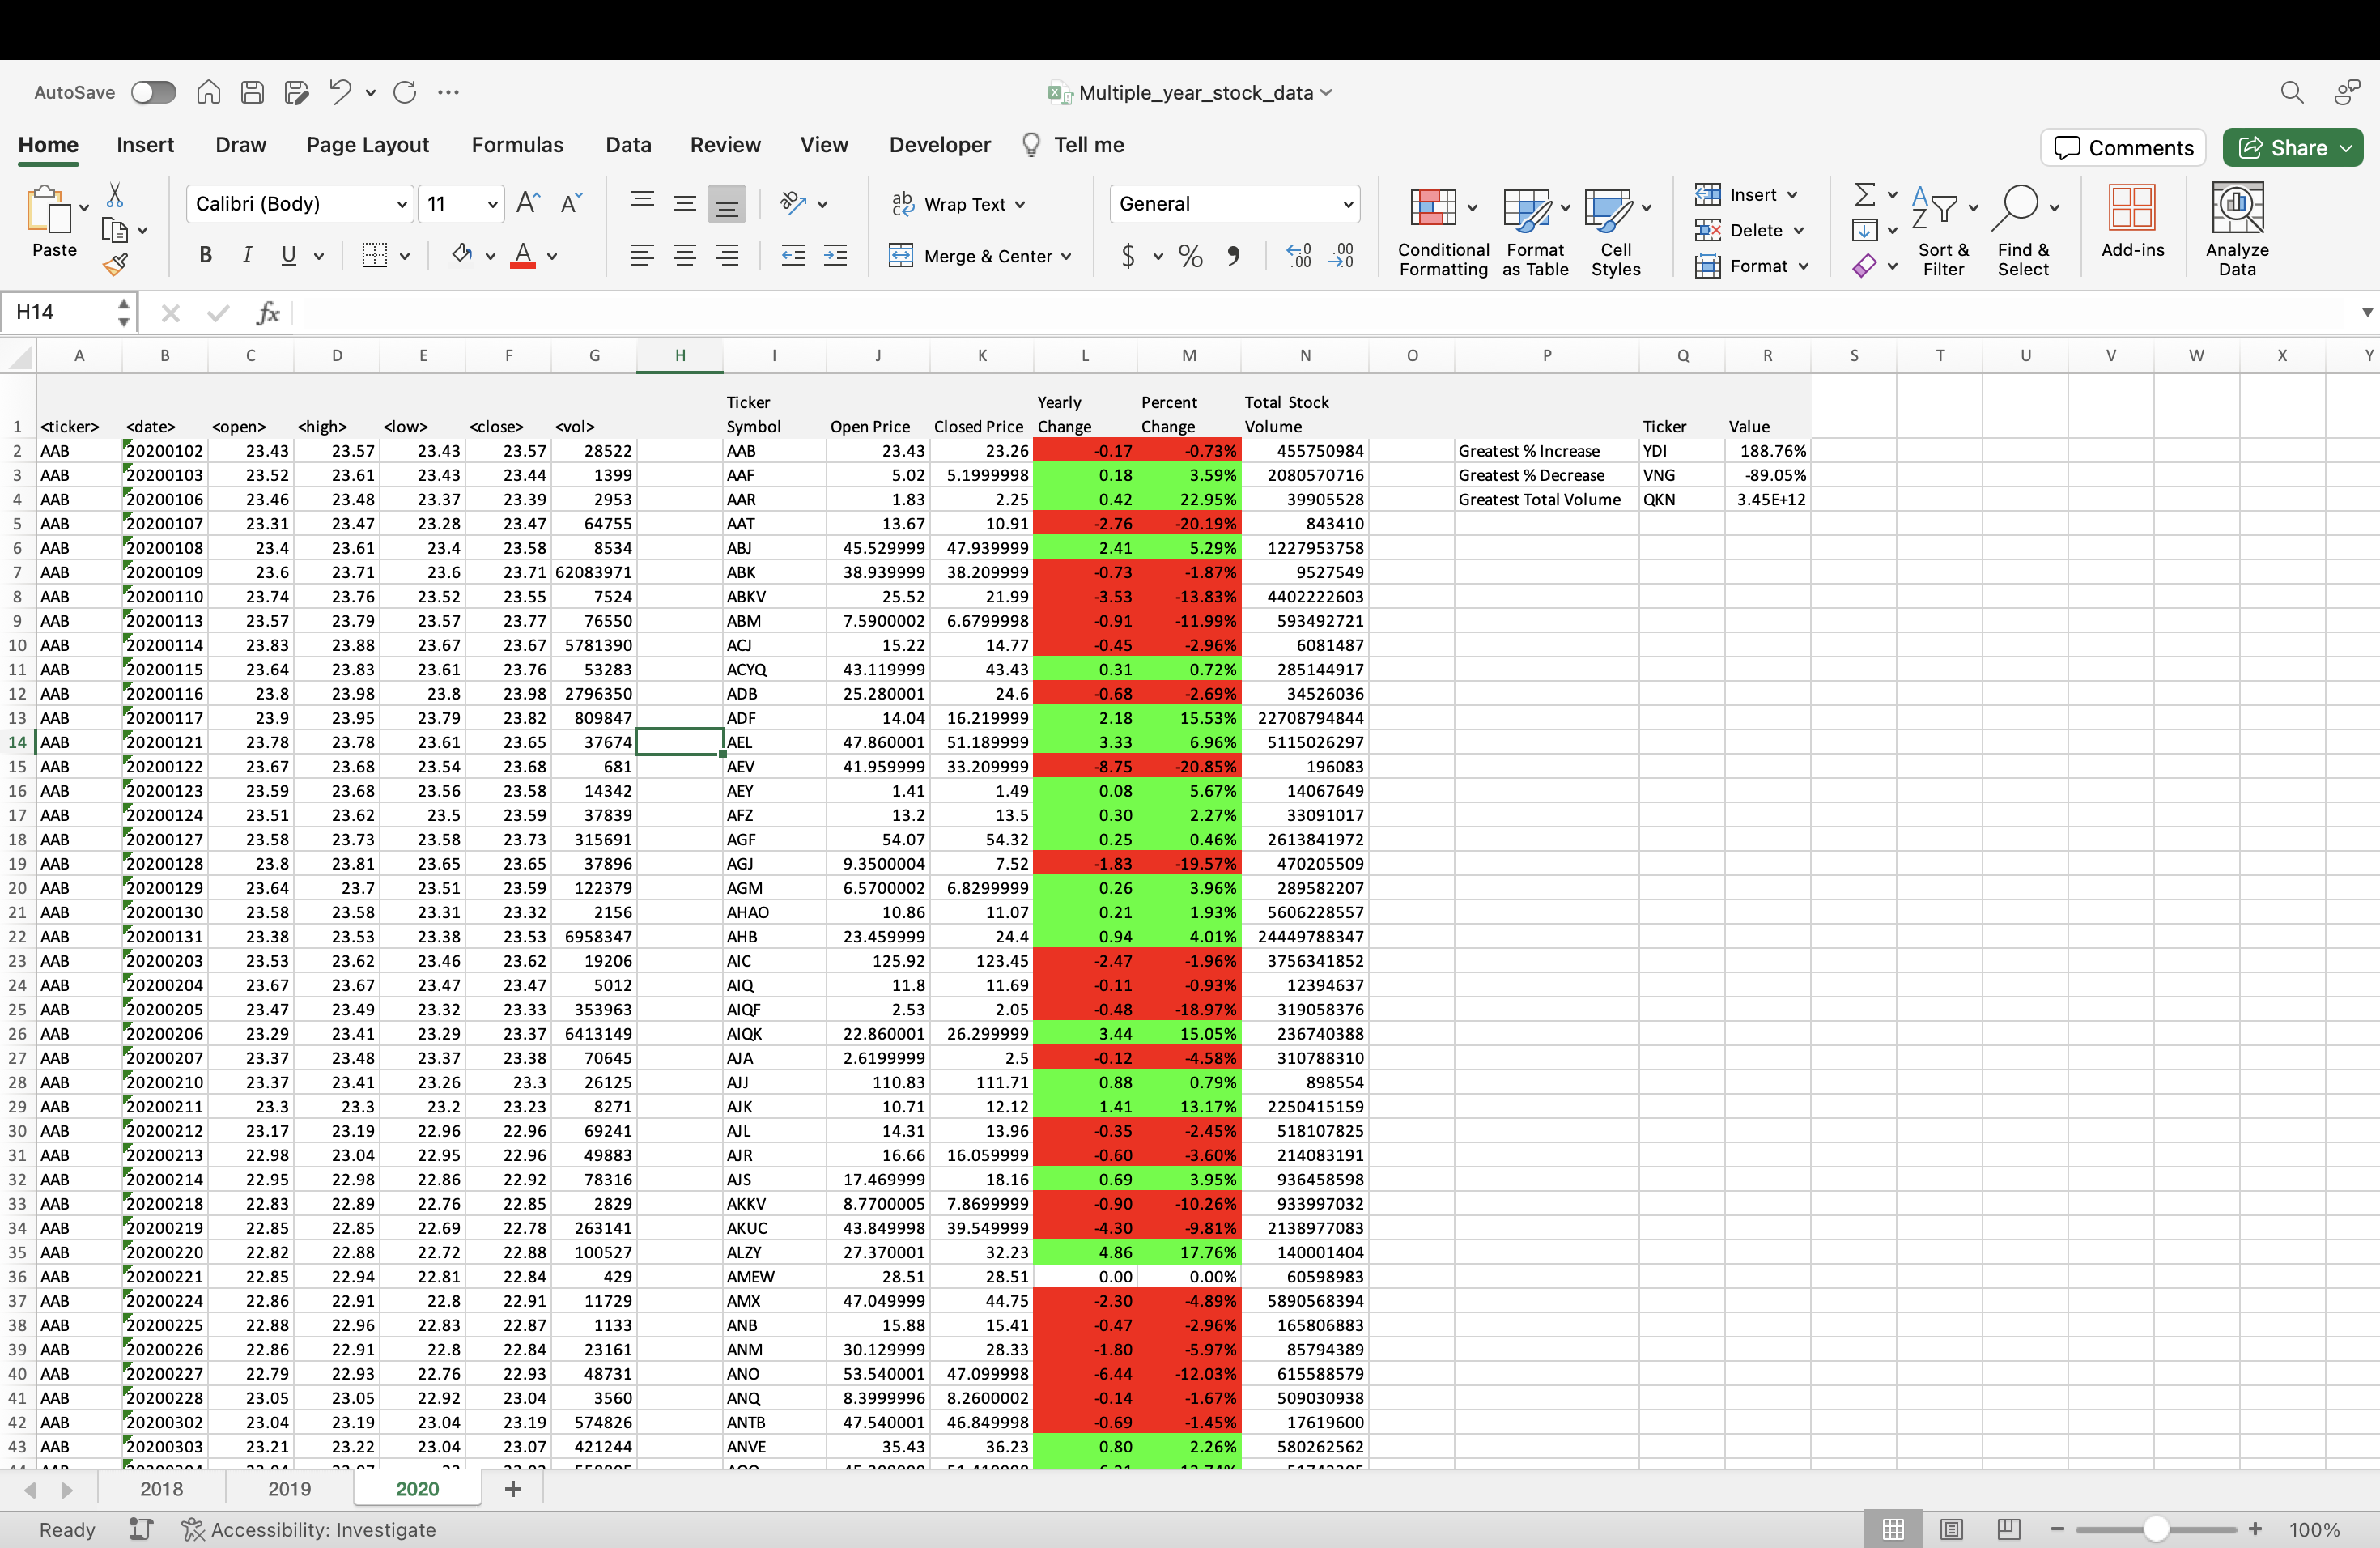 AutoSave
Multiple_year_stock_data
Home Insert Draw Page Layout Formulas Data Review View Developer Tell me Comments Share
Paste Calibri (Body) 11 Wrap Text General Conditional Formatting Format as Table Cell Styles Insert Delete Format Sort & Filter Find & Select Add-ins Analyze Data
B I U Merge & Center $ %
H14 fx
A B C D E F G H I J K L M N O P Q R S T U V W X Y
1 <ticker> <date> <open> <high> <low> <close> <vol> Ticker Symbol Open Price Closed Price Yearly Change Percent Change Total Stock Volume Ticker Value
2 AAB 20200102 23.43 23.57 23.43 23.57 28522 AAB 23.43 23.26 -0.17 -0.73% 455750984 Greatest % Increase YDI 188.76%
3 AAB 20200103 23.52 23.61 23.43 23.44 1399 AAF 5.02 5.1999998 0.18 3.59% 2080570716 Greatest % Decrease VNG -89.05%
4 AAB 20200106 23.46 23.48 23.37 23.39 2953 AAR 1.83 2.25 0.42 22.95% 39905528 Greatest Total Volume QKN 3.45E+12
5 AAB 20200107 23.31 23.47 23.28 23.47 64755 AAT 13.67 10.91 -2.76 -20.19% 843410
6 AAB 20200108 23.4 23.61 23.4 23.58 8534 ABJ 45.529999 47.939999 2.41 5.29% 1227953758
7 AAB 20200109 23.6 23.71 23.6 23.71 62083971 ABK 38.939999 38.209999 -0.73 -1.87% 9527549
8 AAB 20200110 23.74 23.76 23.52 23.55 7524 ABKV 25.52 21.99 -3.53 -13.83% 4402222603
9 AAB 20200113 23.57 23.79 23.57 23.77 76550 ABM 7.5900002 6.6799998 -0.91 -11.99% 593492721
10 AAB 20200114 23.83 23.88 23.67 23.67 5781390 ACJ 15.22 14.77 -0.45 -2.96% 6081487
11 AAB 20200115 23.64 23.83 23.61 23.76 53283 ACYQ 43.119999 43.43 0.31 0.72% 285144917
12 AAB 20200116 23.8 23.98 23.8 23.98 2796350 ADB 25.280001 24.6 -0.68 -2.69% 34526036
13 AAB 20200117 23.9 23.95 23.79 23.82 809847 ADF 14.04 16.219999 2.18 15.53% 22708794844
14 AAB 20200121 23.78 23.78 23.61 23.65 37674 AEL 47.860001 51.189999 3.33 6.96% 5115026297
15 AAB 20200122 23.67 23.68 23.54 23.68 681 AEV 41.959999 33.209999 -8.75 -20.85% 196083
16 AAB 20200123 23.59 23.68 23.56 23.58 14342 AEY 1.41 1.49 0.08 5.67% 14067649
17 AAB 20200124 23.51 23.62 23.5 23.59 37839 AFZ 13.2 13.5 0.30 2.27% 33091017
18 AAB 20200127 23.58 23.73 23.58 23.73 315691 AGF 54.07 54.32 0.25 0.46% 2613841972
19 AAB 20200128 23.8 23.81 23.65 23.65 37896 AGJ 9.3500004 7.52 -1.83 -19.57% 470205509
20 AAB 20200129 23.64 23.7 23.51 23.59 122379 AGM 6.5700002 6.8299999 0.26 3.96% 289582207
21 AAB 20200130 23.58 23.58 23.31 23.32 2156 AHAO 10.86 11.07 0.21 1.93% 5606228557
22 AAB 20200131 23.38 23.53 23.38 23.53 6958347 AHB 23.459999 24.4 0.94 4.01% 24449788347
23 AAB 20200203 23.53 23.62 23.46 23.62 19206 AIC 125.92 123.45 -2.47 -1.96% 3756341852
24 AAB 20200204 23.67 23.67 23.47 23.47 5012 AIQ 11.8 11.69 -0.11 -0.93% 12394637
25 AAB 20200205 23.47 23.49 23.32 23.33 353963 AIQF 2.53 2.05 -0.48 -18.97% 319058376
26 AAB 20200206 23.29 23.41 23.29 23.37 6413149 AIQK 22.860001 26.299999 3.44 15.05% 236740388
27 AAB 20200207 23.37 23.48 23.37 23.38 70645 AJA 2.6199999 2.5 -0.12 -4.58% 310788310
28 AAB 20200210 23.37 23.41 23.26 23.3 26125 AJJ 110.83 111.71 0.88 0.79% 898554
29 AAB 20200211 23.3 23.3 23.2 23.23 8271 AJK 10.71 12.12 1.41 13.17% 2250415159
30 AAB 20200212 23.17 23.19 22.96 22.96 69241 AJL 14.31 13.96 -0.35 -2.45% 518107825
31 AAB 20200213 22.98 23.04 22.95 22.96 49883 AJR 16.66 16.059999 -0.60 -3.60% 214083191
32 AAB 20200214 22.95 22.98 22.86 22.92 78316 AJS 17.469999 18.16 0.69 3.95% 936458598
33 AAB 20200218 22.83 22.89 22.76 22.85 2829 AKKV 8.7700005 7.8699999 -0.90 -10.26% 933997032
34 AAB 20200219 22.85 22.85 22.69 22.78 263141 AKUC 43.849998 39.549999 -4.30 -9.81% 2138977083
35 AAB 20200220 22.82 22.88 22.72 22.88 100527 ALZY 27.370001 32.23 4.86 17.76% 140001404
36 AAB 20200221 22.85 22.94 22.81 22.84 429 AMEW 28.51 28.51 0.00 0.00% 60598983
37 AAB 20200224 22.86 22.91 22.8 22.91 11729 AMX 47.049999 44.75 -2.30 -4.89% 5890568394
38 AAB 20200225 22.88 22.96 22.83 22.87 1133 ANB 15.88 15.41 -0.47 -2.96% 165806883
39 AAB 20200226 22.86 22.91 22.8 22.84 23161 ANM 30.129999 28.33 -1.80 -5.97% 85794389
40 AAB 20200227 22.79 22.93 22.76 22.93 48731 ANO 53.540001 47.099998 -6.44 -12.03% 615588579
41 AAB 20200228 23.05 23.05 22.92 23.04 3560 ANQ 8.3999996 8.2600002 -0.14 -1.67% 509030938
42 AAB 20200302 23.04 23.19 23.04 23.19 574826 ANTB 47.540001 46.849998 -0.69 -1.45% 17619600
43 AAB 20200303 23.21 23.22 23.04 23.07 421244 ANVE 35.43 36.23 0.80 2.26% 580262562
2018 2019 2020 +
Ready Accessibility: Investigate 100%